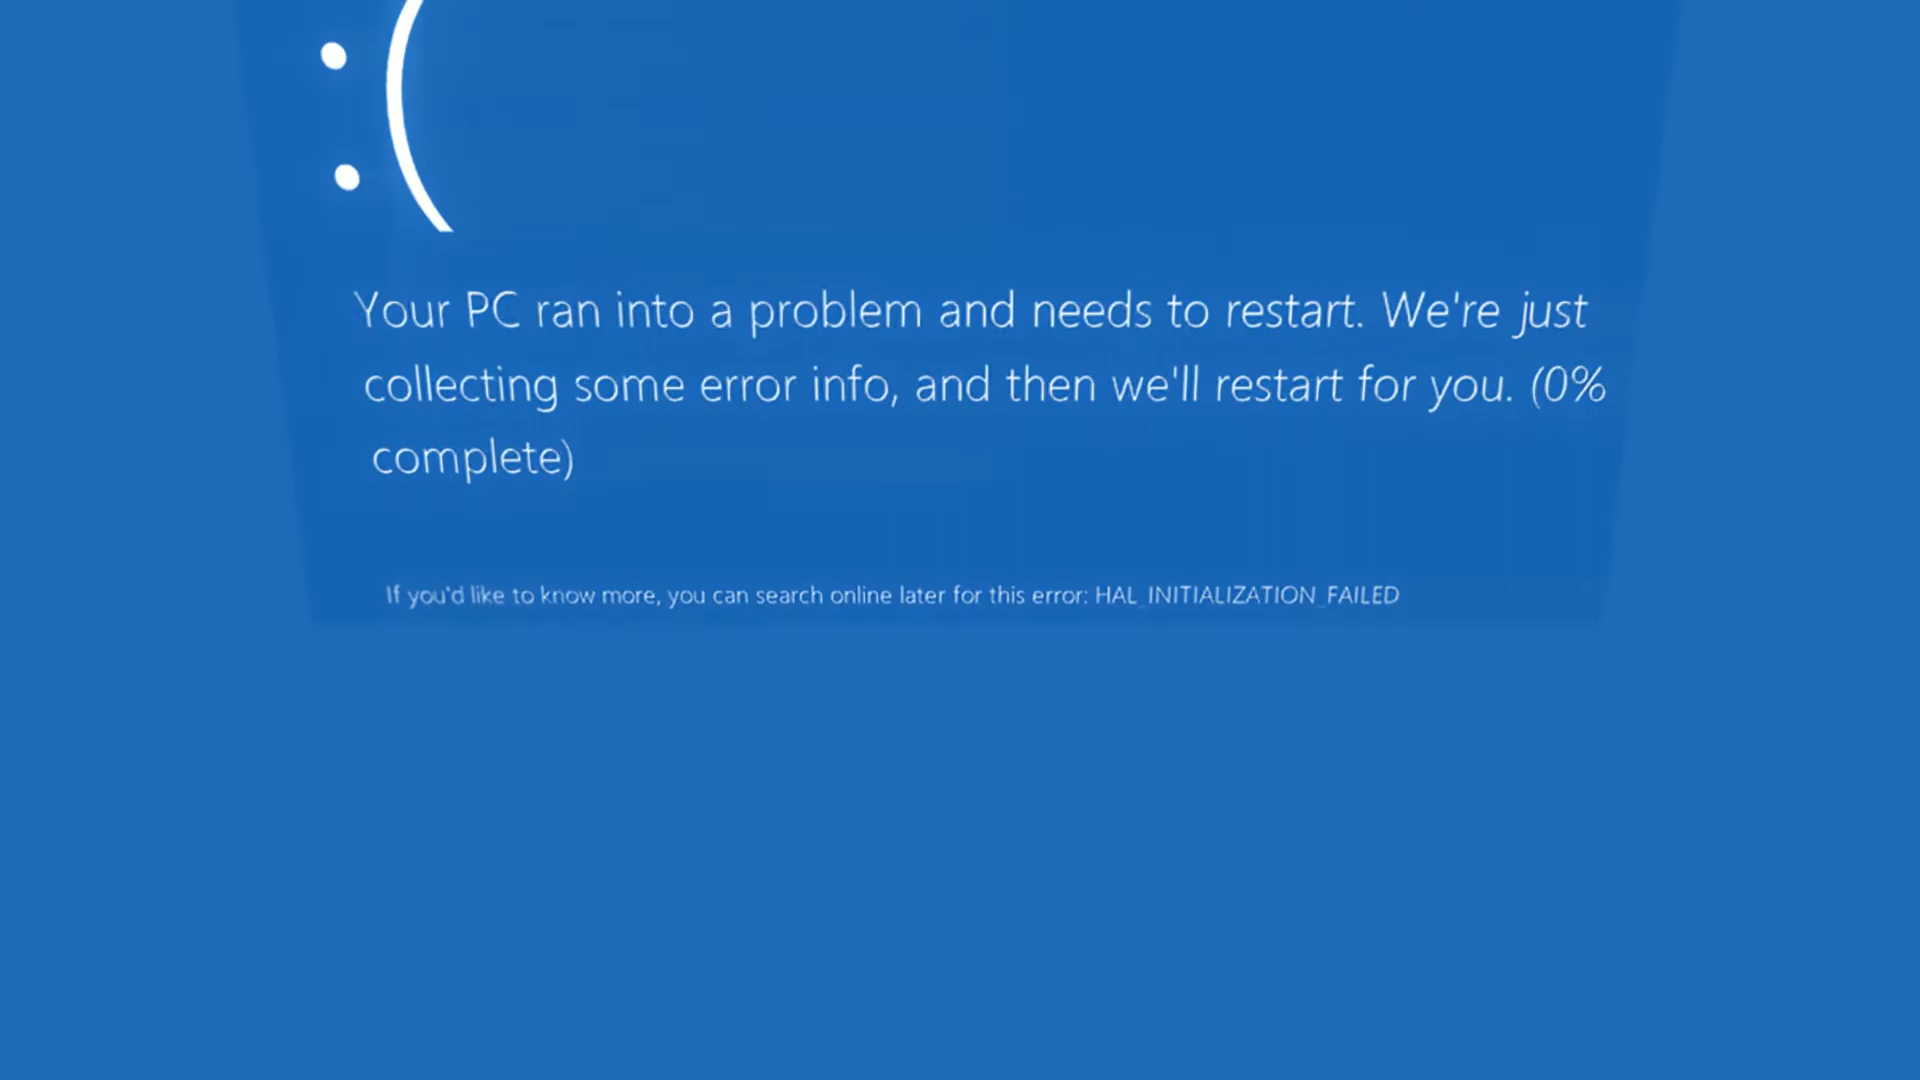 :(
Your PC ran into a problem and needs to restart. We're just
collecting some error info, and then we'll restart for you. (0%
complete)
If you'd like to know more, you can search online later for this error: HAL_INITIALIZATION_FAILED